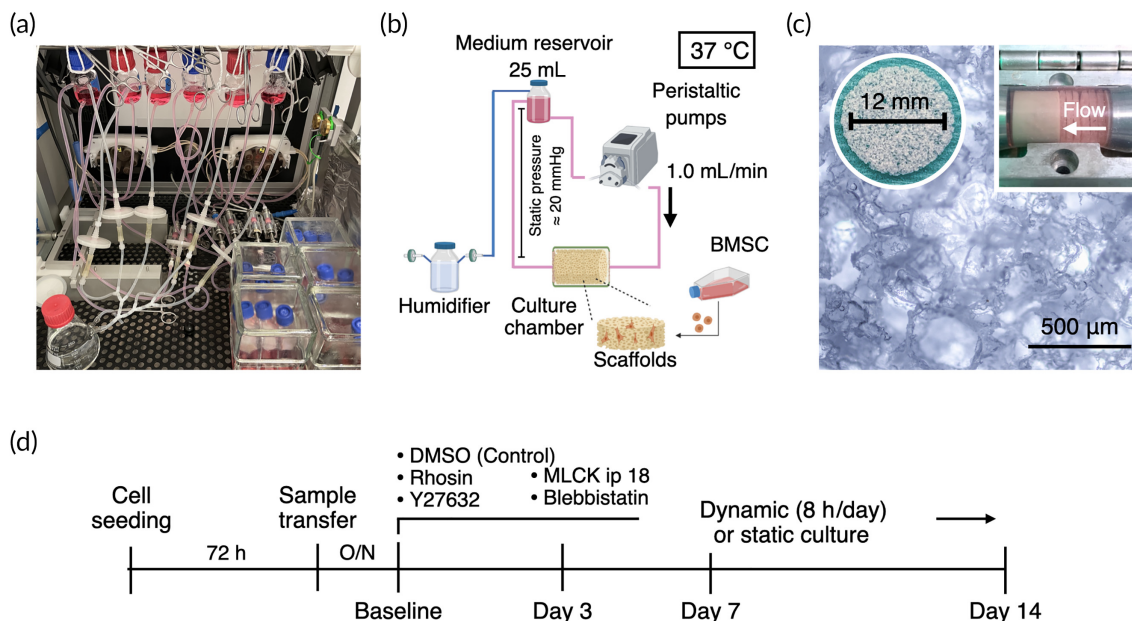 (a)
(b)
Medium reservoir
25 mL
37 °C
Peristaltic
pumps
1.0 mL/min
Static pressure
≈ 20 mmHg
BMSC
Humidifier
Culture
chamber
Scaffolds
(c)
12 mm
Flow
500 µm
(d)
Cell
seeding
72 h
Sample
transfer
O/N
• DMSO (Control)
• Rhosin
• Y27632
• MLCK ip 18
• Blebbistatin
Dynamic (8 h/day)
or static culture
Baseline
Day 3
Day 7
Day 14